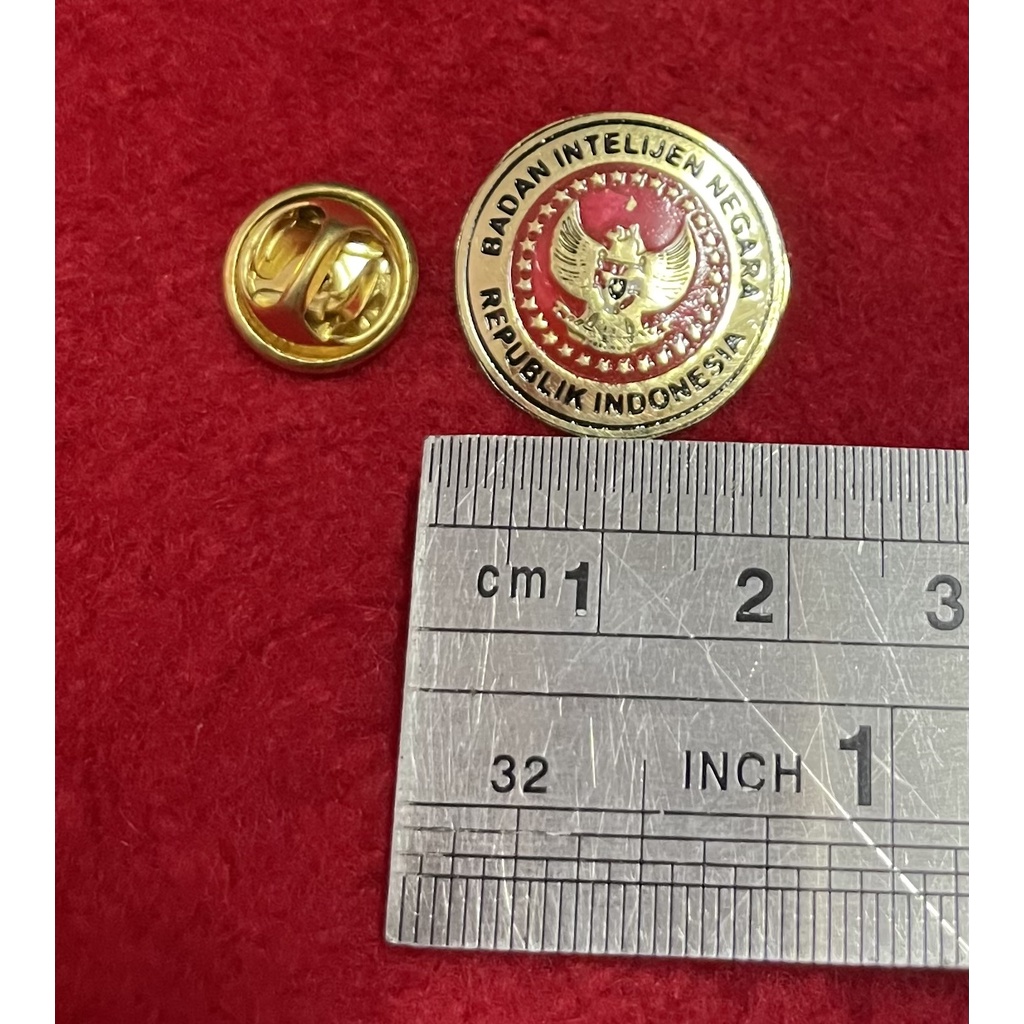 BADAN INTELIJEN NEGARA
REPUBLIK INDONESIA
cm 1 2 3
32 INCH 1